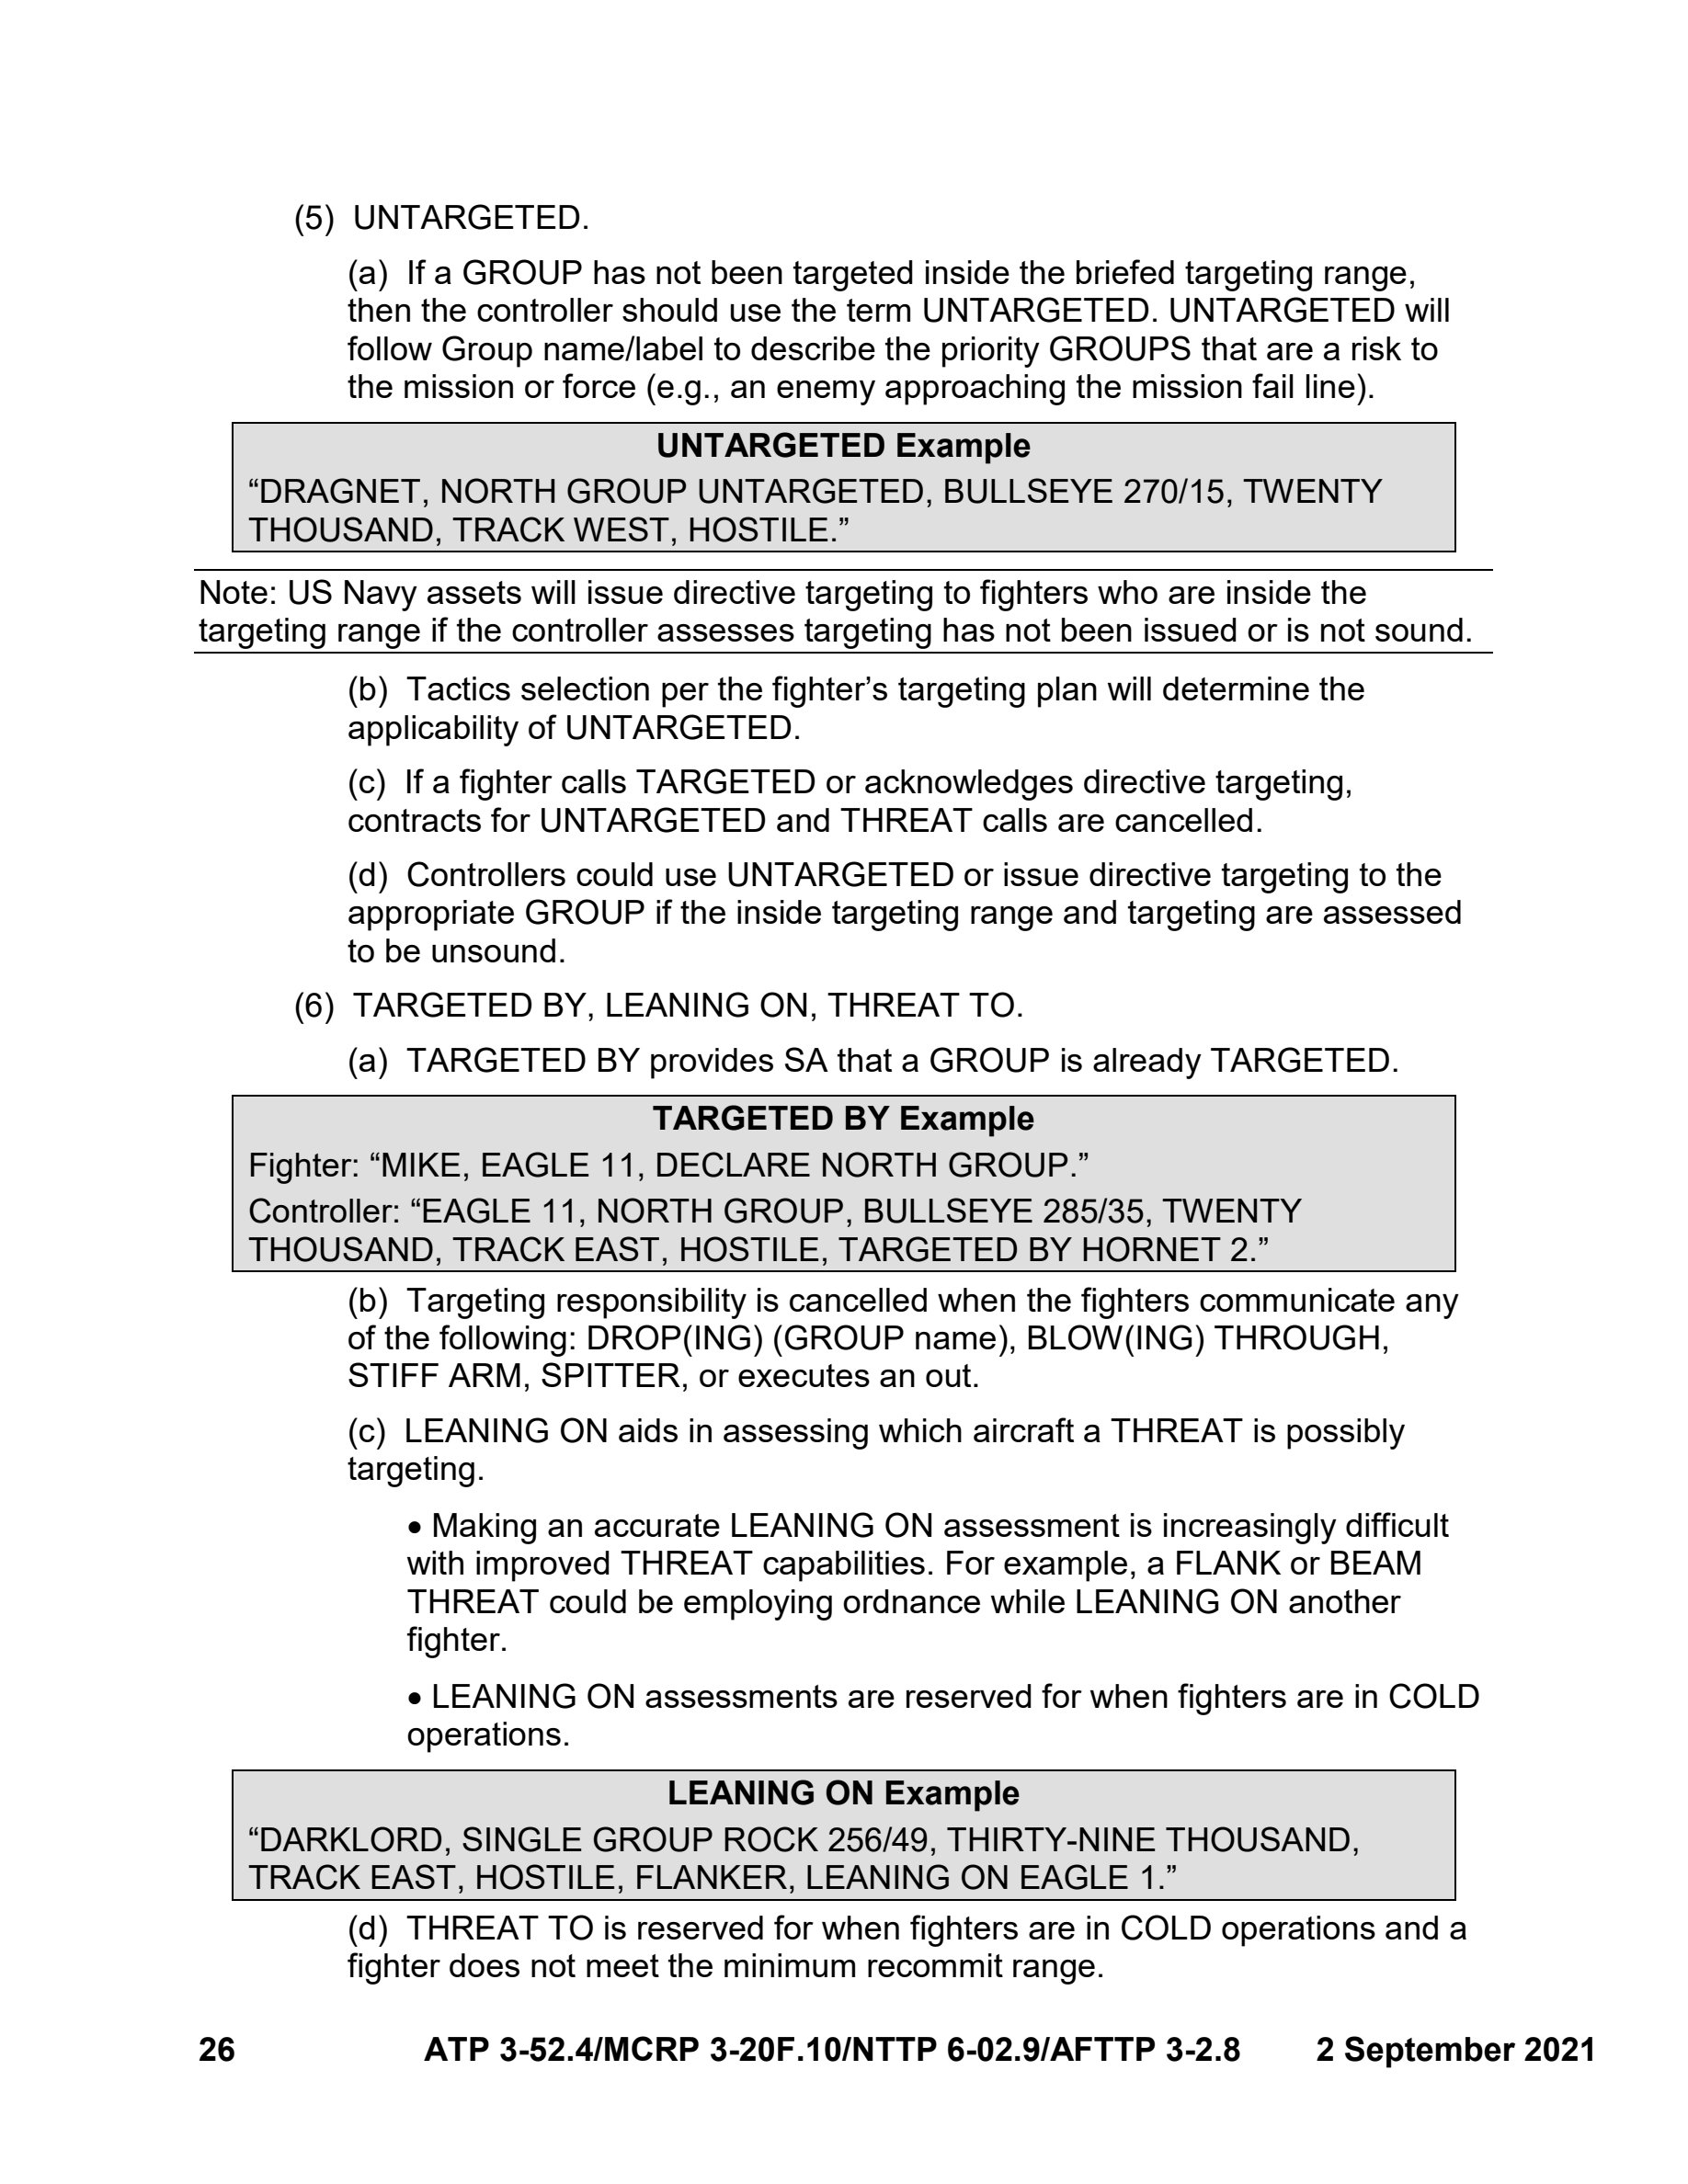 (5) UNTARGETED.
(a) If a GROUP has not been targeted inside the briefed targeting range,
then the controller should use the term UNTARGETED. UNTARGETED will
follow Group name/label to describe the priority GROUPS that are a risk to
the mission or force (e.g., an enemy approaching the mission fail line).
UNTARGETED Example
“DRAGNET, NORTH GROUP UNTARGETED, BULLSEYE 270/15, TWENTY
THOUSAND, TRACK WEST, HOSTILE.”
Note: US Navy assets will issue directive targeting to fighters who are inside the
targeting range if the controller assesses targeting has not been issued or is not sound.
(b) Tactics selection per the fighter’s targeting plan will determine the
applicability of UNTARGETED.
(c) If a fighter calls TARGETED or acknowledges directive targeting,
contracts for UNTARGETED and THREAT calls are cancelled.
(d) Controllers could use UNTARGETED or issue directive targeting to the
appropriate GROUP if the inside targeting range and targeting are assessed
to be unsound.
(6) TARGETED BY, LEANING ON, THREAT TO.
(a) TARGETED BY provides SA that a GROUP is already TARGETED.
TARGETED BY Example
Fighter: “MIKE, EAGLE 11, DECLARE NORTH GROUP.”
Controller: “EAGLE 11, NORTH GROUP, BULLSEYE 285/35, TWENTY
THOUSAND, TRACK EAST, HOSTILE, TARGETED BY HORNET 2.”
(b) Targeting responsibility is cancelled when the fighters communicate any
of the following: DROP(ING) (GROUP name), BLOW(ING) THROUGH,
STIFF ARM, SPITTER, or executes an out.
(c) LEANING ON aids in assessing which aircraft a THREAT is possibly
targeting.
• Making an accurate LEANING ON assessment is increasingly difficult
with improved THREAT capabilities. For example, a FLANK or BEAM
THREAT could be employing ordnance while LEANING ON another
fighter.
• LEANING ON assessments are reserved for when fighters are in COLD
operations.
LEANING ON Example
“DARKLORD, SINGLE GROUP ROCK 256/49, THIRTY-NINE THOUSAND,
TRACK EAST, HOSTILE, FLANKER, LEANING ON EAGLE 1.”
(d) THREAT TO is reserved for when fighters are in COLD operations and a
fighter does not meet the minimum recommit range.
26 ATP 3-52.4/MCRP 3-20F.10/NTTP 6-02.9/AFTTP 3-2.8 2 September 2021